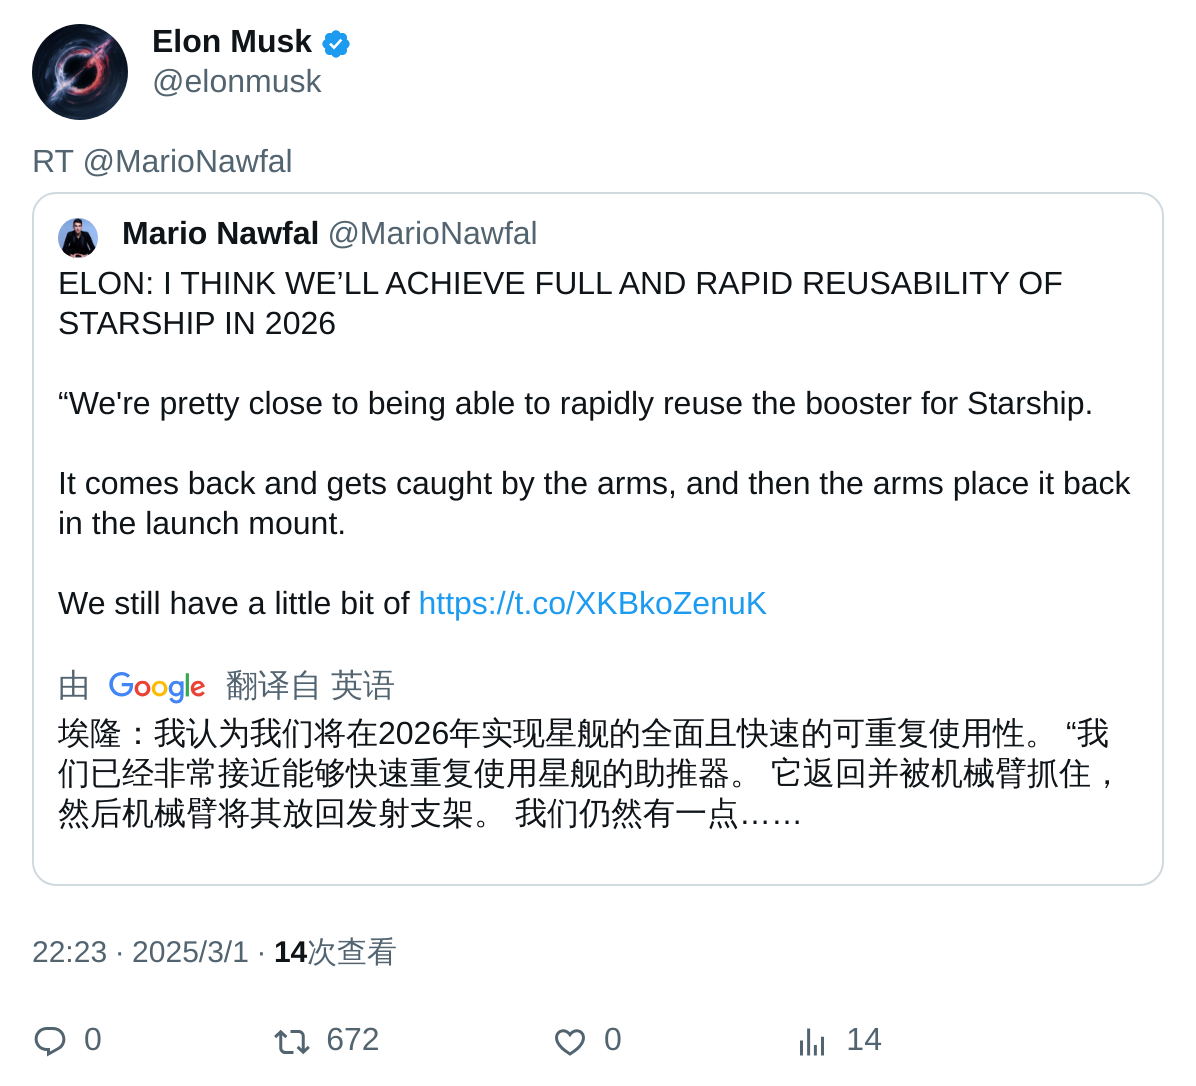 Elon Musk
@elonmusk
RT @MarioNawfal
Mario Nawfal @MarioNawfal
ELON: I THINK WE’LL ACHIEVE FULL AND RAPID REUSABILITY OF
STARSHIP IN 2026
“We're pretty close to being able to rapidly reuse the booster for Starship.
It comes back and gets caught by the arms, and then the arms place it back
in the launch mount.
We still have a little bit of https://t.co/XKBkoZenuK
由 Google 翻译自 英语
埃隆：我认为我们将在2026年实现星舰的全面且快速的可重复使用性。 “我
们已经非常接近能够快速重复使用星舰的助推器。 它返回并被机械臂抓住，
然后机械臂将其放回发射支架。 我们仍然有一点……
22:23 · 2025/3/1 · 14次查看
0 672 0 14